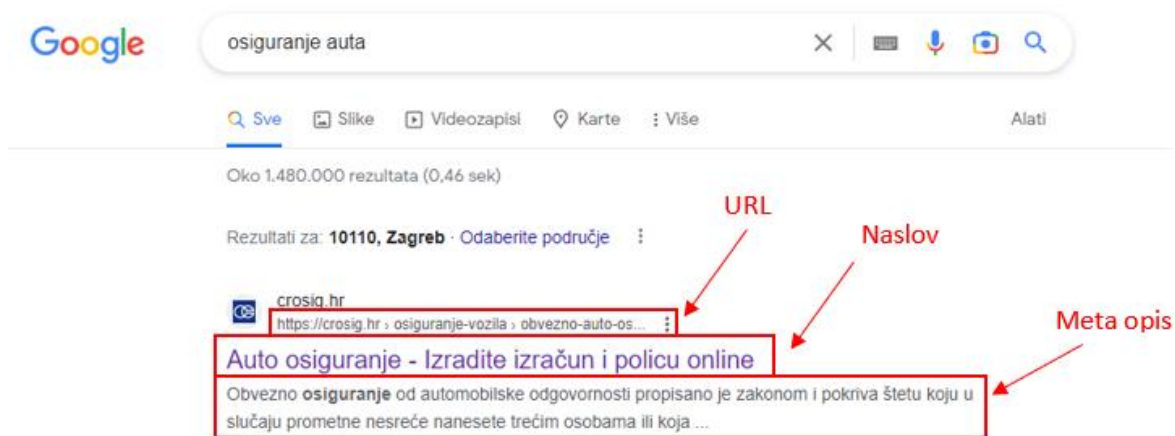 Google
osiguranje auta
Sve Slike Videozapisi Karte Više Alati
Oko 1.480.000 rezultata (0,46 sek)
URL
Rezultati za: 10110, Zagreb · Odaberite područje
Naslov
crosig.hr
https://crosig.hr › osiguranje-vozila › obvezno-auto-os...
Meta opis
Auto osiguranje - Izradite izračun i policu online
Obvezno osiguranje od automobilske odgovornosti propisano je zakonom i pokriva štetu koju u
slučaju prometne nesreće nanesete trećim osobama ili koja ...